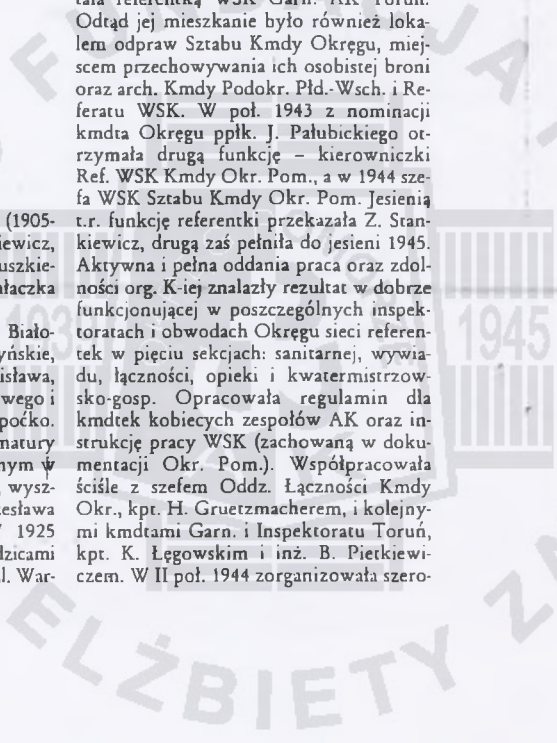 (1905-
iewicz,
uszkie-
ałaczka
Biało-
yńskie,
isława,
wego i
poćko.
natury
nym w
wysz-
zesława
1925
dzicami
l. War-
tała referentką WSK Garn. AK Toruń.
Odtąd jej mieszkanie było również loka-
lem odpraw Sztabu Kmdy Okręgu, miej-
scem przechowywania ich osobistej broni
oraz arch. Kmdy Podokr. Płd.-Wsch. i Re-
feratu WSK. W poł. 1943 z nominacji
kmdta Okręgu ppłk. J. Pałubickiego ot-
rzymała drugą funkcję – kierowniczki
Ref. WSK Kmdy Okr. Pom., a w 1944 sze-
fa WSK Sztabu Kmdy Okr. Pom. Jesienią
t.r. funkcję referentki przekazała Z. Stan-
kiewicz, drugą zaś pełniła do jesieni 1945.
Aktywna i pełna oddania praca oraz zdol-
ności org. K-iej znalazły rezultat w dobrze
funkcjonującej w poszczególnych inspek-
toratach i obwodach Okręgu sieci referen-
tek w pięciu sekcjach: sanitarnej, wywia-
du, łączności, opieki i kwatermistrzow-
sko-gosp. Opracowała regulamin dla
kmdtek kobiecych zespołów AK oraz in-
strukcję pracy WSK (zachowaną w doku-
mentacji Okr. Pom.). Współpracowała
ściśle z szefem Oddz. Łączności Kmdy
Okr., kpt. H. Gruetzmacherem, i kolejny-
mi kmdtami Garn. i Inspektoratu Toruń,
kpt. K. Łęgowskim i inż. B. Pietkiewi-
czem. W II poł. 1944 zorganizowała szero-
1945
ELŻBIETY